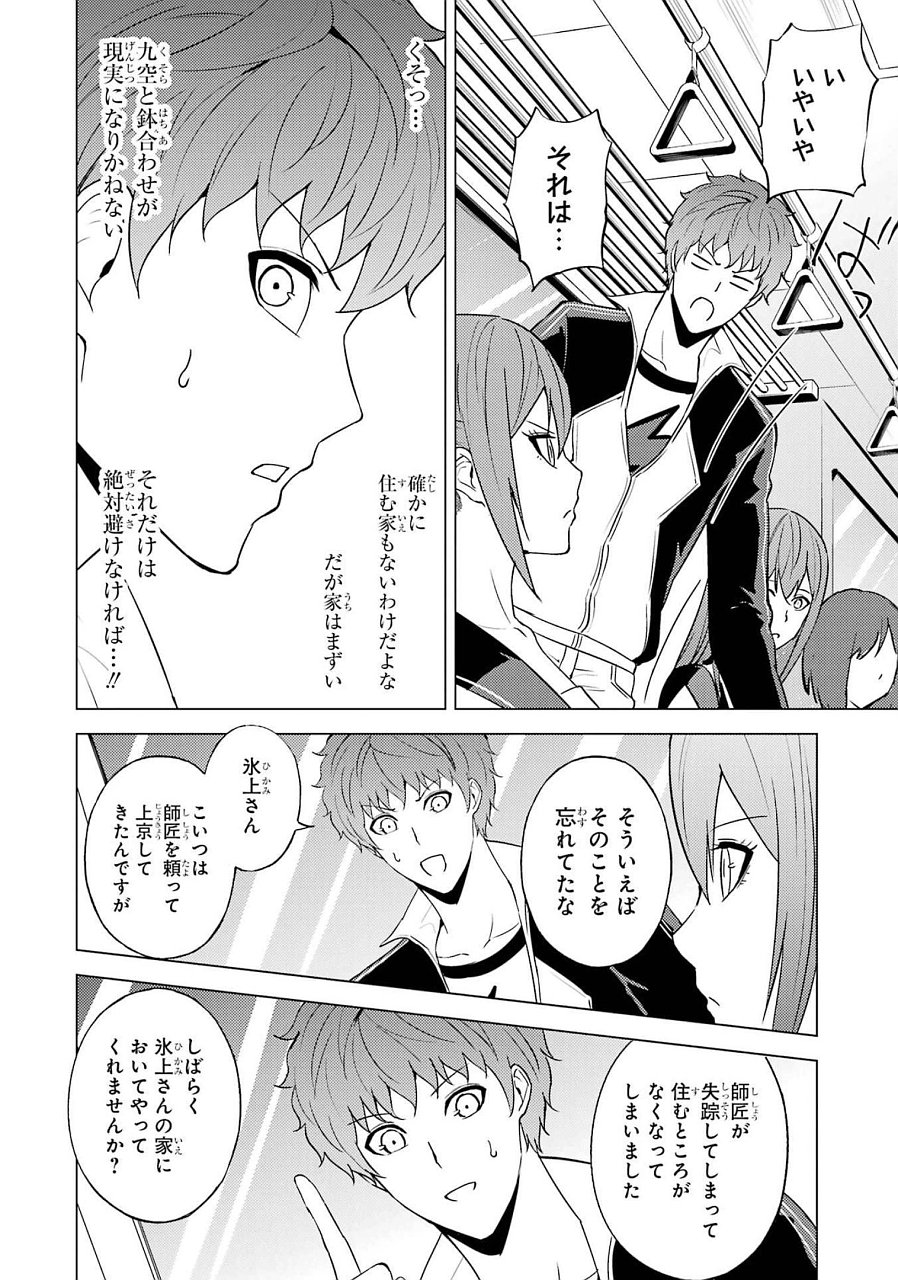 い
いやいや
それは…
くそっ…
九空と鉢合わせが
現実になりかねない
確かに
住む家もないわけだよな
だが家はまずい
それだけは
絶対避けなければ…!!
そういえば
そのことを
忘れてたな
氷上さん
こいつは
師匠を頼って
上京して
きたんですが
師匠が
失踪してしまって
住むところが
なくなって
しまいました
しばらく
氷上さんの家に
おいてやって
くれませんか?